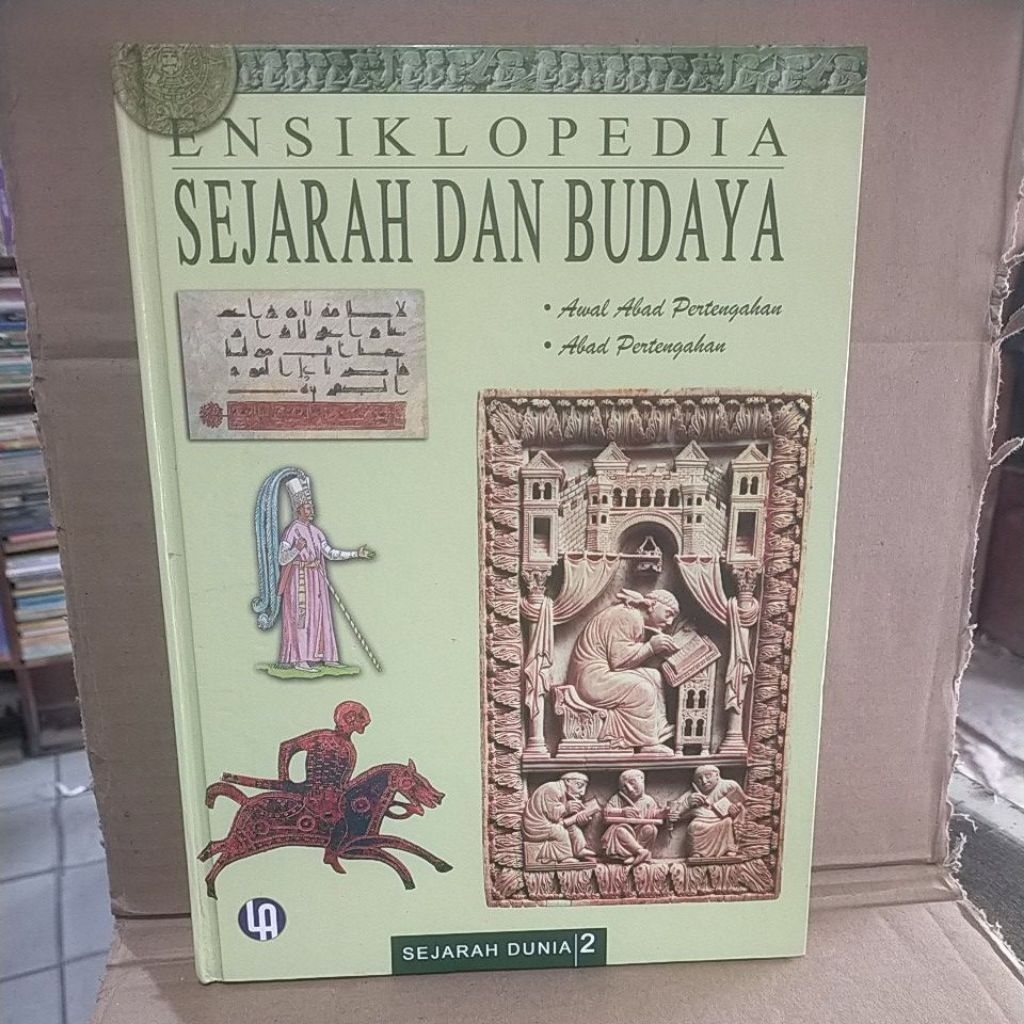 ENSIKLOPEDIA
SEJARAH DAN BUDAYA
• Awal Abad Pertengahan
• Abad Pertengahan
LA
SEJARAH DUNIA 2